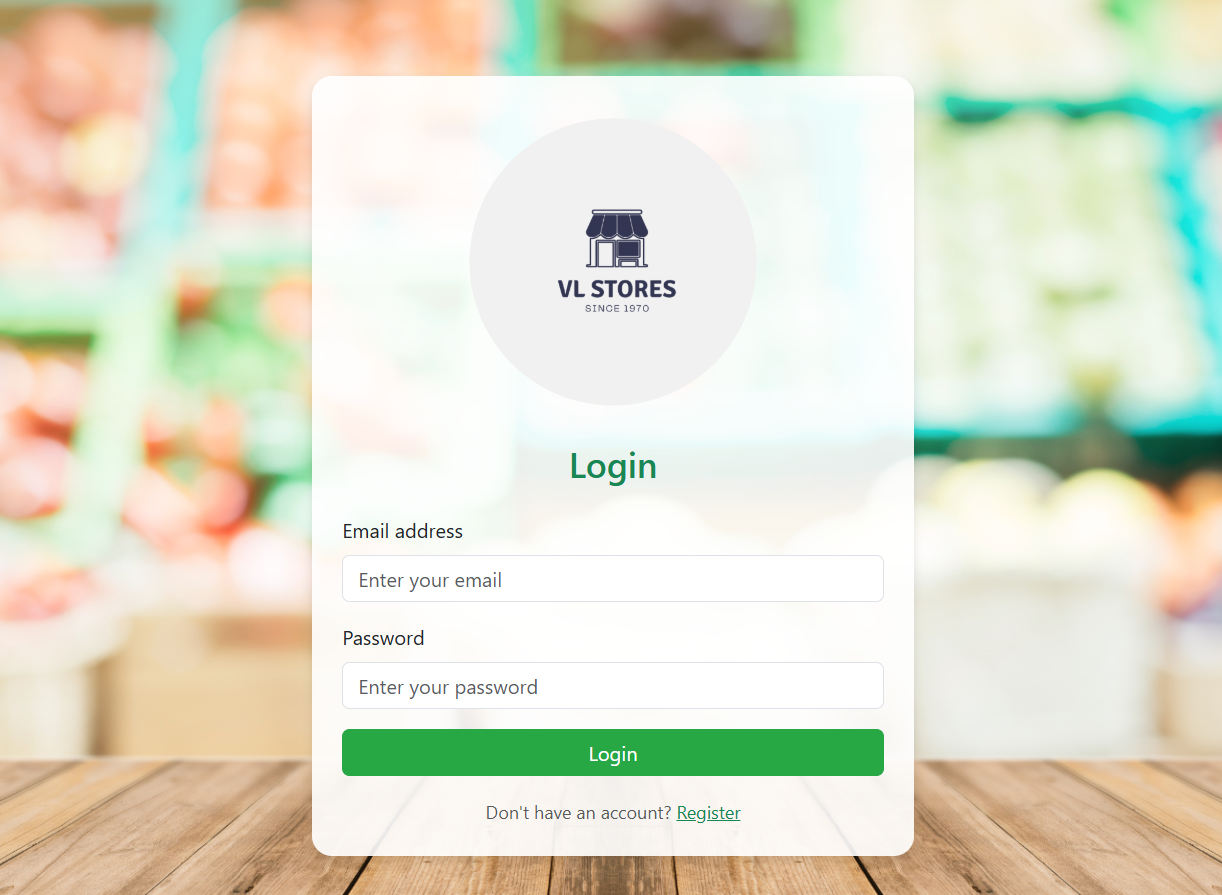 VL STORES
SINCE 1970
Login
Email address
Enter your email
Password
Enter your password
Login
Don't have an account? Register